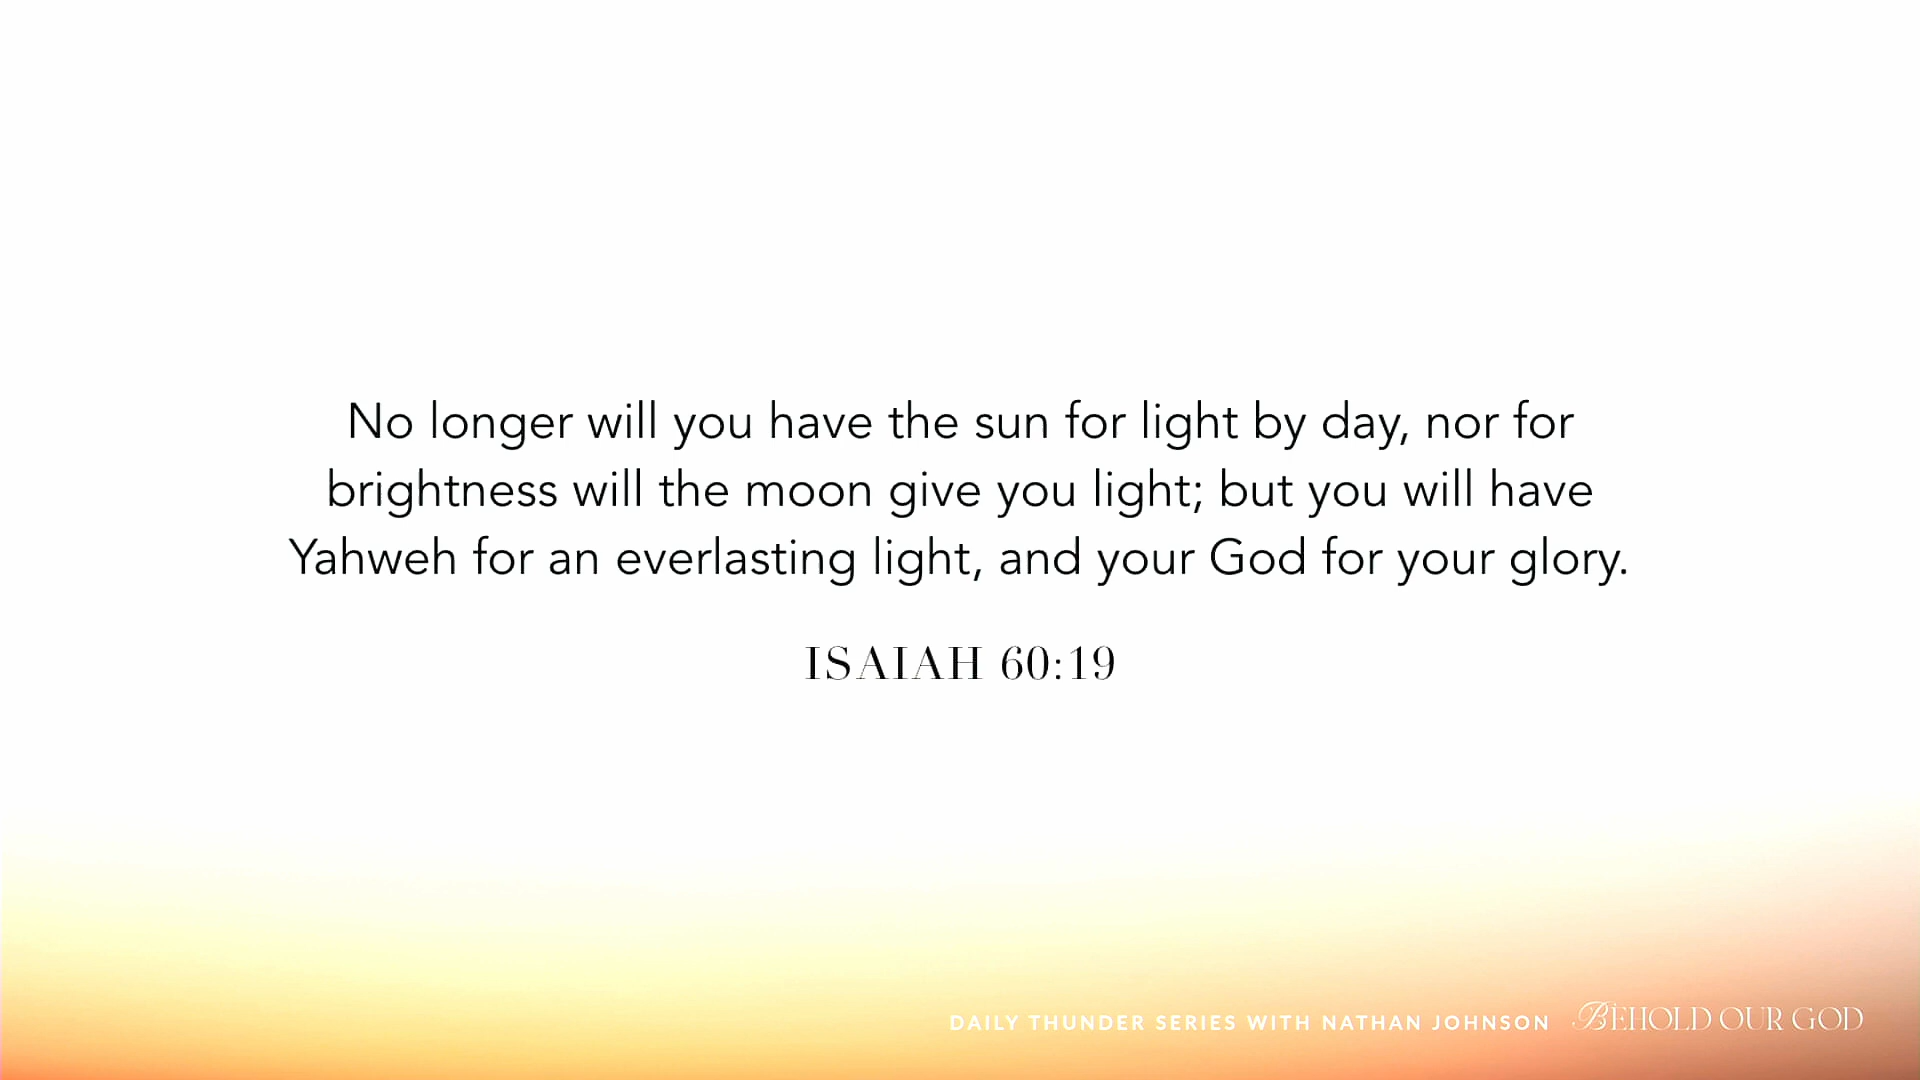 No longer will you have the sun for light by day, nor for
brightness will the moon give you light; but you will have
Yahweh for an everlasting light, and your God for your glory.
ISAIAH 60:19
DAILY THUNDER SERIES WITH NATHAN JOHNSON BEHOLD OUR GOD